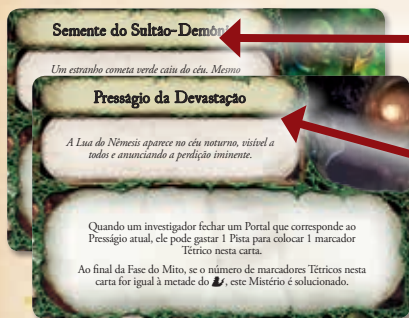 Semente do Sultão-Demôni
Um estranho cometa verde caiu do céu. Mesmo
Presságio da Devastação
A Lua do Nêmesis aparece no céu noturno, visível a
todos e anunciando a perdição iminente.
Quando um investigador fechar um Portal que corresponde ao
Presságio atual, ele pode gastar 1 Pista para colocar 1 marcador
Tétrico nesta carta.
Ao final da Fase do Mito, se o número de marcadores Tétricos nesta
carta for igual à metade do , este Mistério é solucionado.